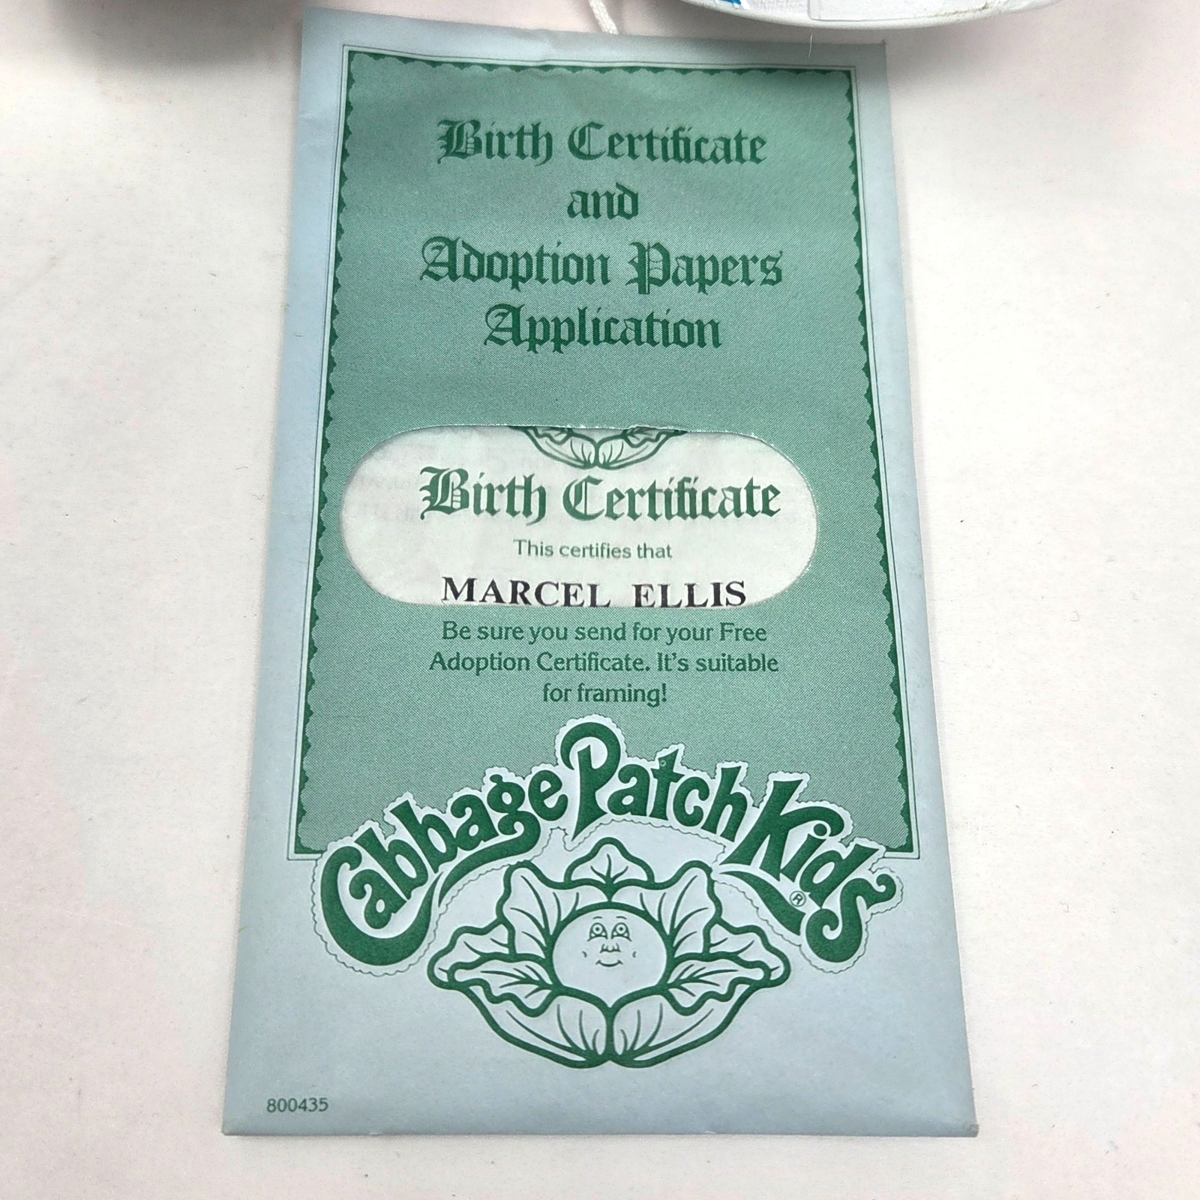 Birth Certificate
and
Adoption Papers
Application
Birth Certificate
This certifies that
MARCEL ELLIS
Be sure you send for your Free
Adoption Certificate. It's suitable
for framing!
Cabbage Patch Kids®
800435